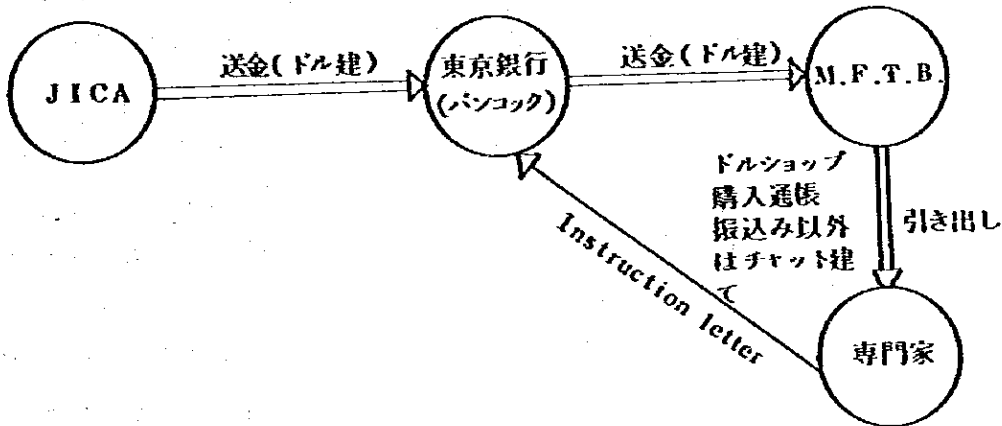 JICA
送金(ドル建)
東京銀行
(バンコック)
送金(ドル建)
M.F.T.B.
ドルショップ
購入通帳
振込み以外
はチャット建
て
引き出し
Instruction letter
専門家